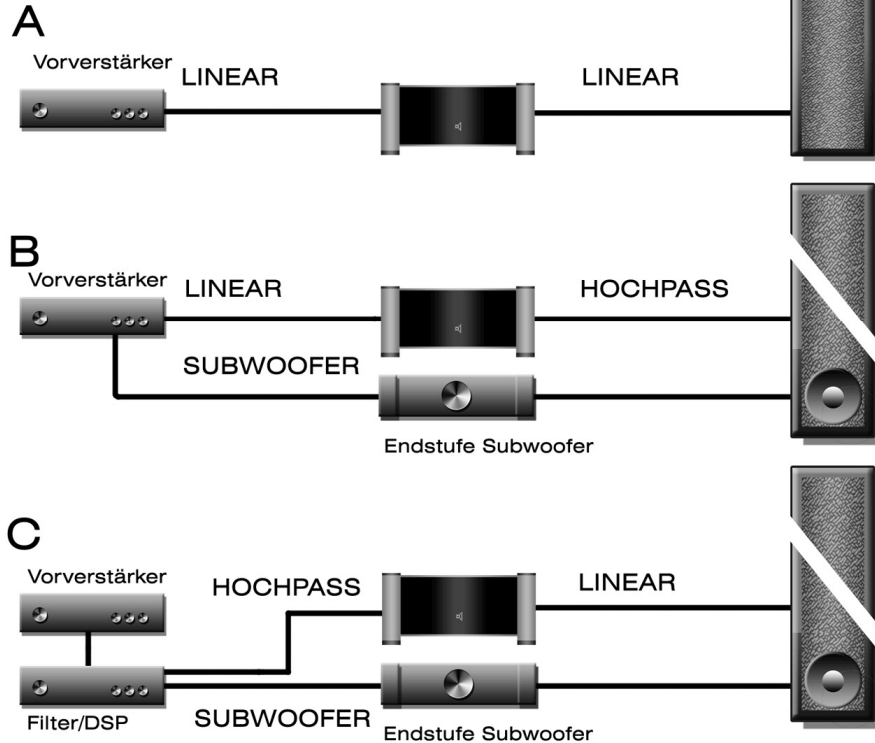 A
Vorverstärker
LINEAR
LINEAR
B
Vorverstärker
LINEAR
HOCHPASS
SUBWOOFER
Endstufe Subwoofer
C
Vorverstärker
HOCHPASS
LINEAR
Filter/DSP
SUBWOOFER
Endstufe Subwoofer